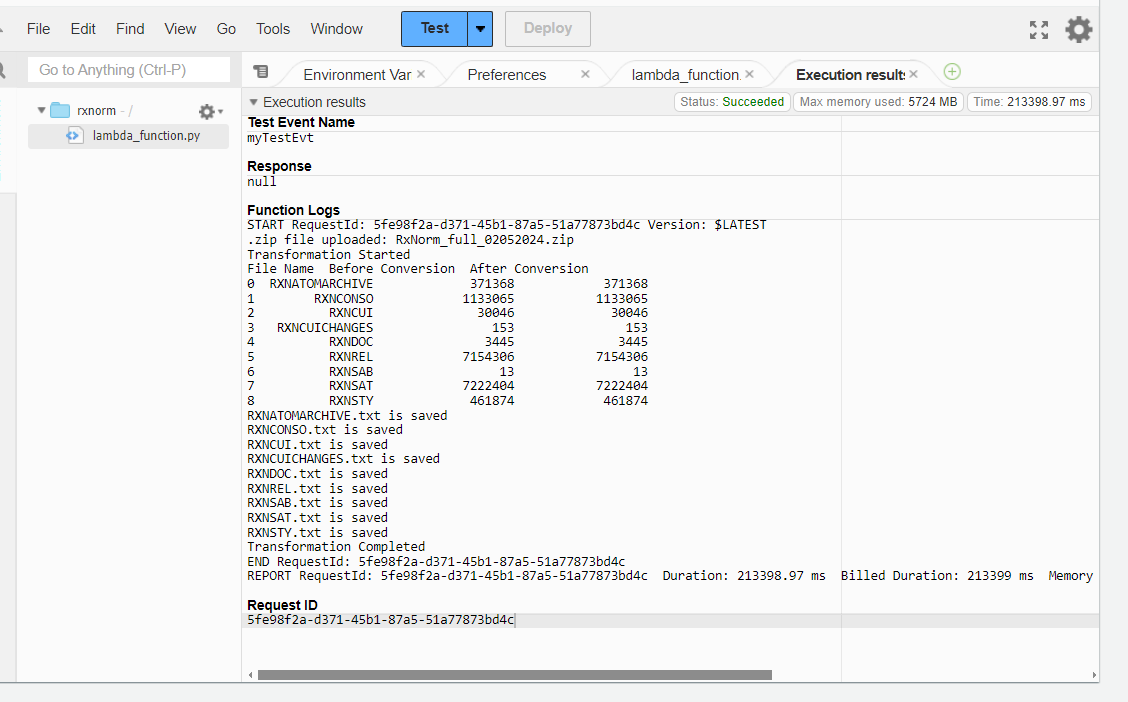 File Edit Find View Go Tools Window Test Deploy
Go to Anything (Ctrl-P)
Environment Var × Preferences × lambda_function. × Execution results ×
rxnorm - /
lambda_function.py
Execution results Status: Succeeded Max memory used: 5724 MB Time: 213398.97 ms
Test Event Name
myTestEvt
Response
null
Function Logs
START RequestId: 5fe98f2a-d371-45b1-87a5-51a77873bd4c Version: $LATEST
.zip file uploaded: RxNorm_full_02052024.zip
Transformation Started
File Name  Before Conversion  After Conversion
0  RXNATOMARCHIVE  371368  371368
1  RXNCONSO  1133065  1133065
2  RXNCUI  30046  30046
3  RXNCUICHANGES  153  153
4  RXNDOC  3445  3445
5  RXNREL  7154306  7154306
6  RXNSAB  13  13
7  RXNSAT  7222404  7222404
8  RXNSTY  461874  461874
RXNATOMARCHIVE.txt is saved
RXNCONSO.txt is saved
RXNCUI.txt is saved
RXNCUICHANGES.txt is saved
RXNDOC.txt is saved
RXNREL.txt is saved
RXNSAB.txt is saved
RXNSAT.txt is saved
RXNSTY.txt is saved
Transformation Completed
END RequestId: 5fe98f2a-d371-45b1-87a5-51a77873bd4c
REPORT RequestId: 5fe98f2a-d371-45b1-87a5-51a77873bd4c  Duration: 213398.97 ms  Billed Duration: 213399 ms  Memory
Request ID
5fe98f2a-d371-45b1-87a5-51a77873bd4c